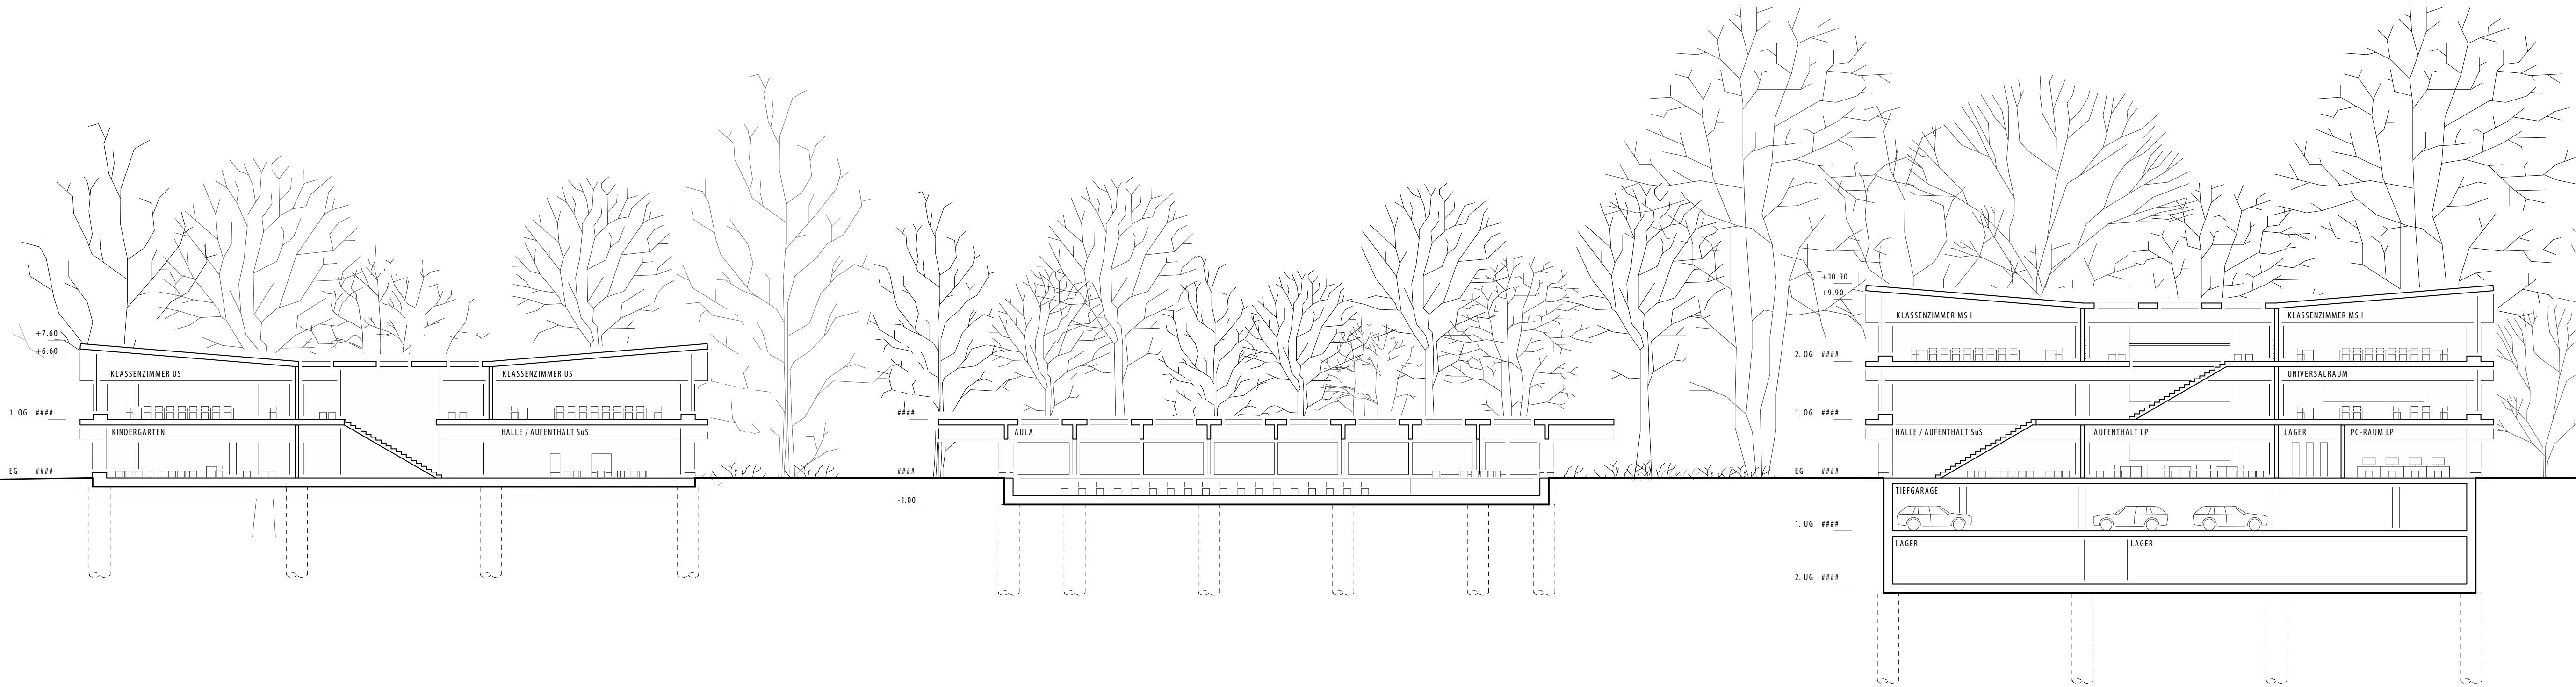 +7.60
+6.60
KLASSENZIMMER US
KLASSENZIMMER US
1. OG ####
KINDERGARTEN
HALLE / AUFENTHALT SuS
EG ####
####
AULA
####
-1.00
+10.90
+9.90
KLASSENZIMMER MS I
KLASSENZIMMER MS I
2. OG ####
UNIVERSALRAUM
1. OG ####
HALLE / AUFENTHALT SuS
AUFENTHALT LP
LAGER
PC-RAUM LP
EG ####
TIEFGARAGE
1. UG ####
LAGER
LAGER
2. UG ####